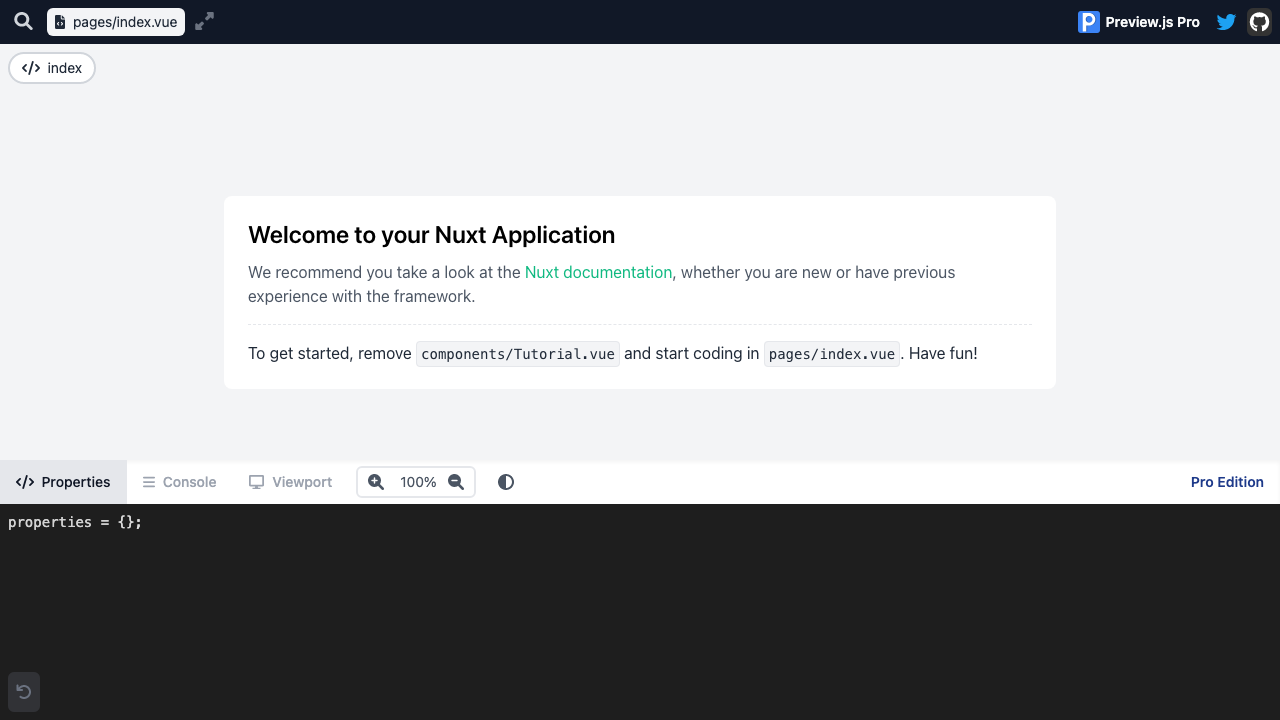 pages/index.vue
Preview.js Pro
</> index
Welcome to your Nuxt Application
We recommend you take a look at the Nuxt documentation, whether you are new or have previous
experience with the framework.
To get started, remove components/Tutorial.vue and start coding in pages/index.vue. Have fun!
</> Properties
Console
Viewport
100%
Pro Edition
properties = {};